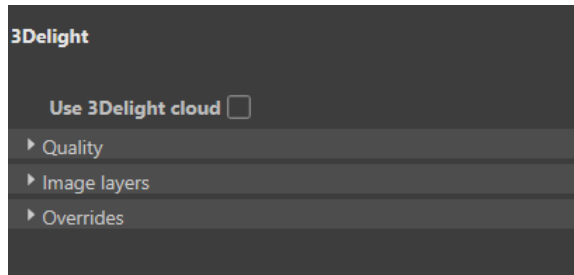 3Delight
Use 3Delight cloud
Quality
Image layers
Overrides